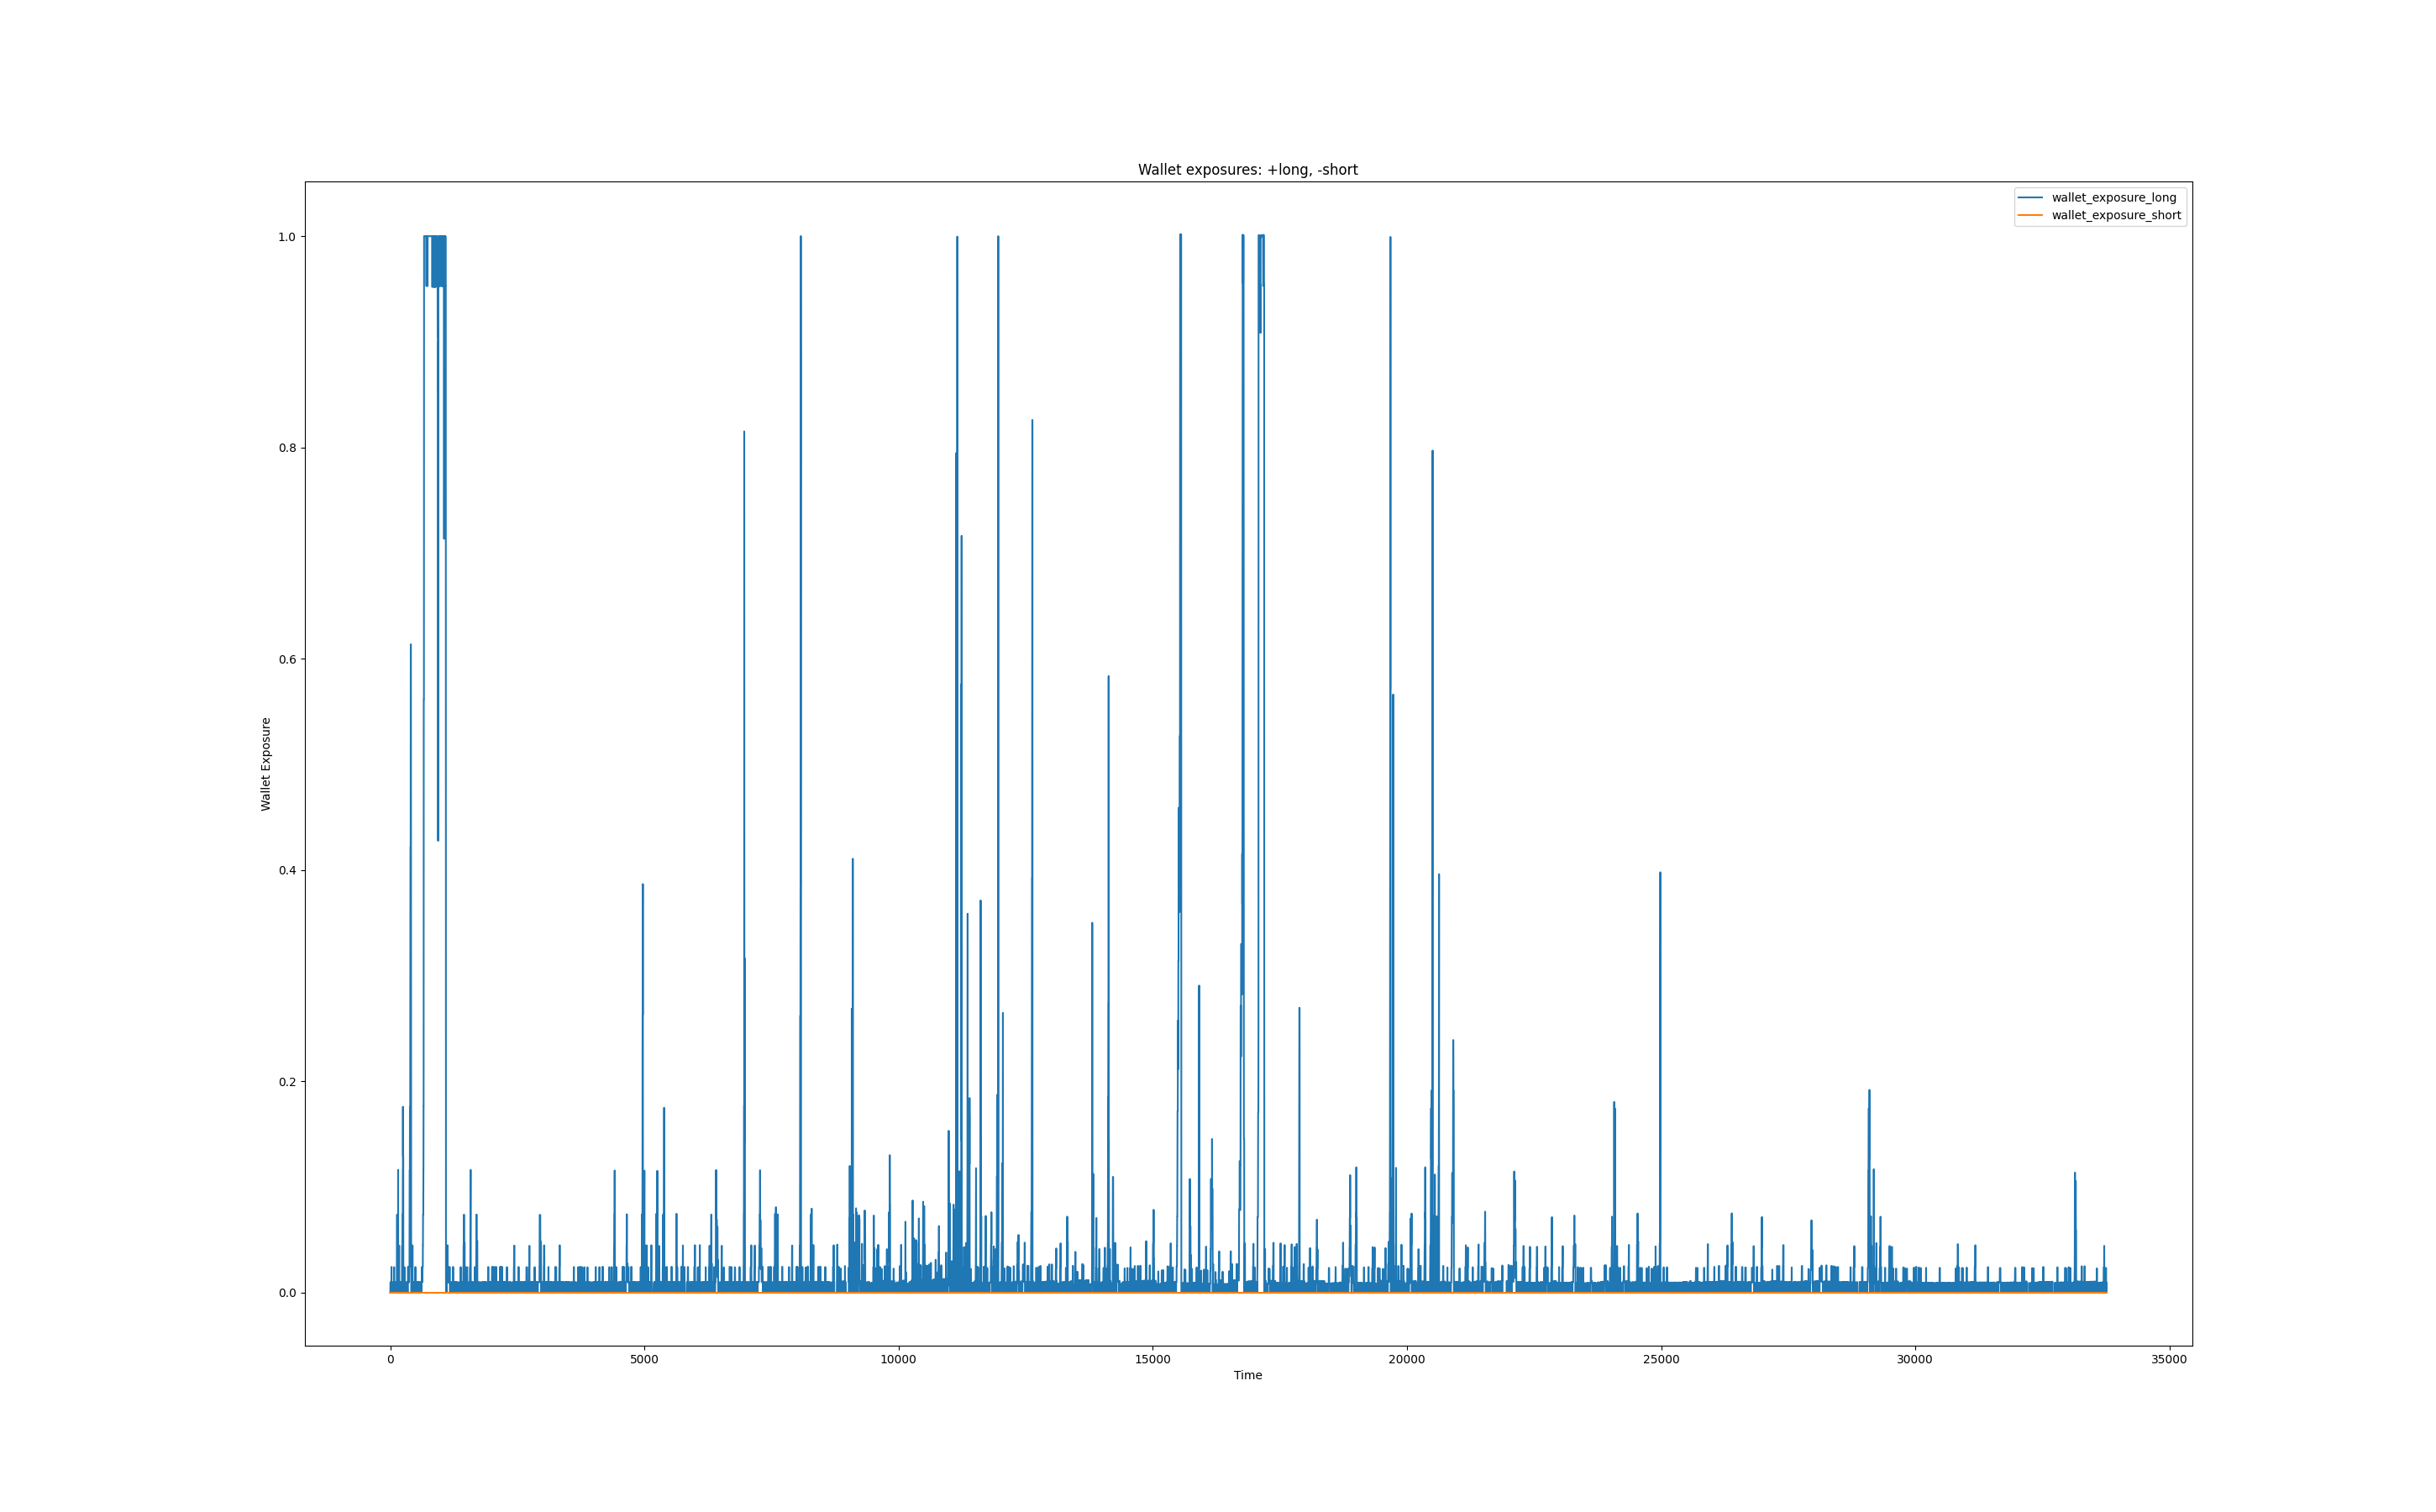 Wallet exposures: +long, -short
wallet_exposure_long
wallet_exposure_short
1.0
0.8
0.6
0.4
0.2
0.0
Wallet Exposure
0 5000 10000 15000 20000 25000 30000 35000
Time